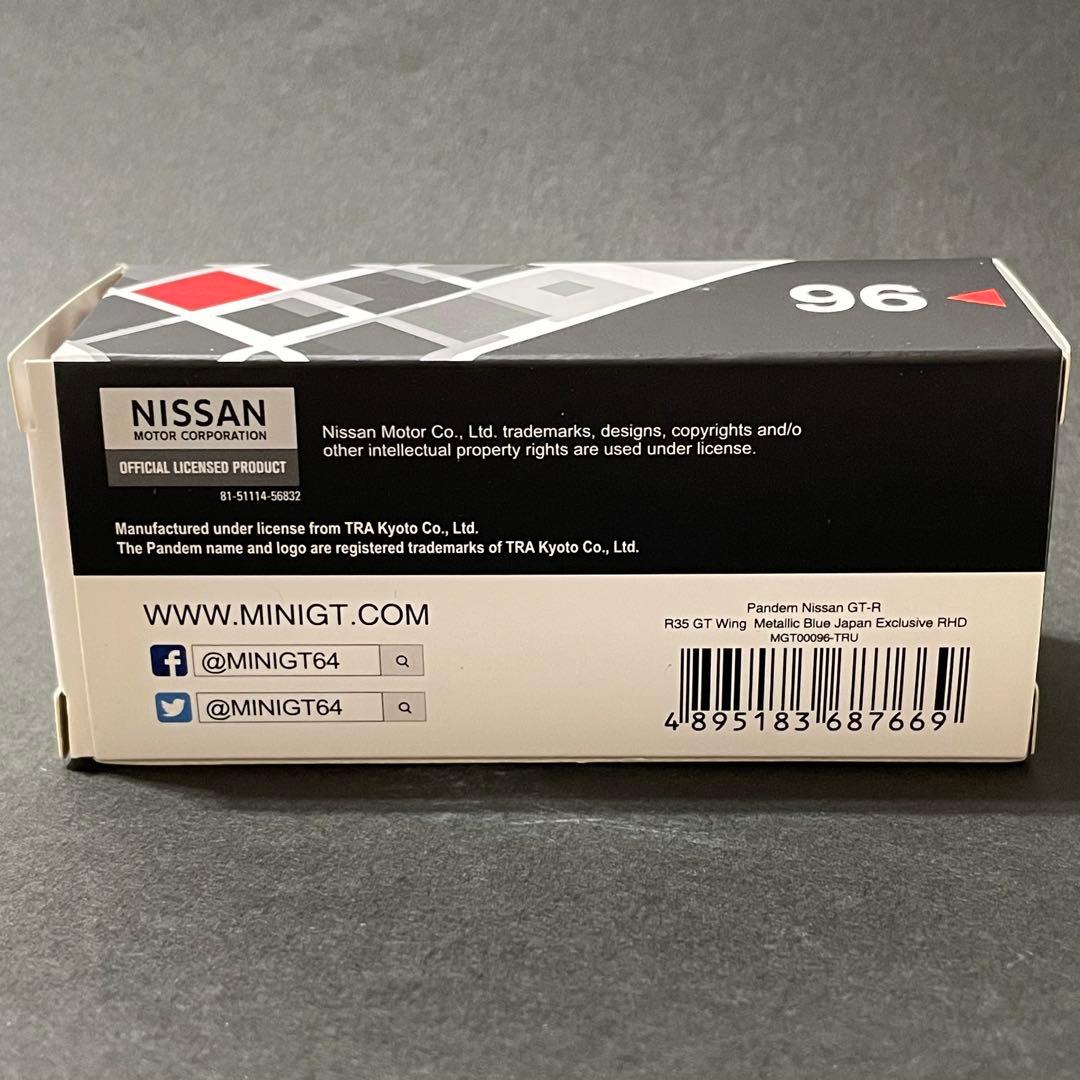 96
NISSAN
MOTOR CORPORATION
OFFICIAL LICENSED PRODUCT
81-51114-56832
Nissan Motor Co., Ltd. trademarks, designs, copyrights and/o
other intellectual property rights are used under license.
Manufactured under license from TRA Kyoto Co., Ltd.
The Pandem name and logo are registered trademarks of TRA Kyoto Co., Ltd.
WWW.MINIGT.COM
@MINIGT64
@MINIGT64
Pandem Nissan GT-R
R35 GT Wing Metallic Blue Japan Exclusive RHD
MGT00096-TRU
4 895183 687669